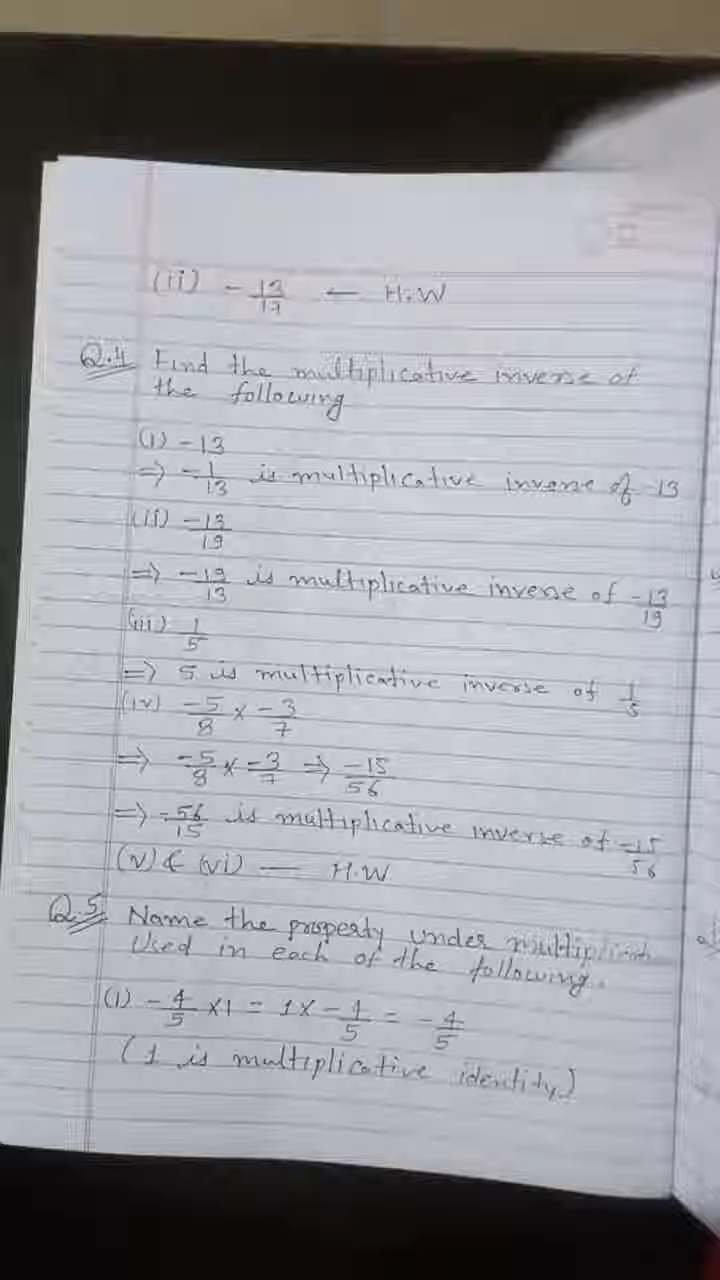 (ii) - 13/17 ← H.W
Q.4 Find the multiplicative inverse of
the following
(i) -13
=> -1/13 is multiplicative inverse of -13
(ii) -13/19
=> -19/13 is multiplicative inverse of -13/19
(iii) 1/5
=> 5 is multiplicative inverse of 1/5
(iv) -5/8 x -3/7
=> -5/8 x -3/7 => -15/56
=> -56/15 is multiplicative inverse of -15/56
(v) & (vi) — H.W
Q.5 Name the property under
Used in each of the following.
(i) -4/5 x1 = 1x -4/5 = -4/5
(1 is multiplicative identity)